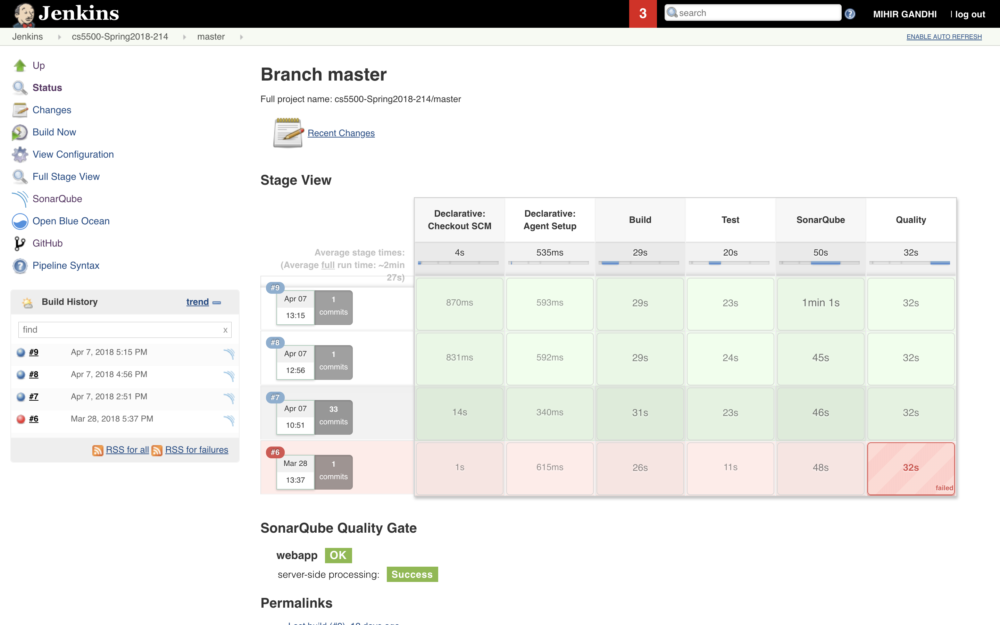 Jenkins
3
search
MIHIR GANDHI
| log out
Jenkins
cs5500-Spring2018-214
master
ENABLE AUTO REFRESH
Up
Status
Changes
Build Now
View Configuration
Full Stage View
SonarQube
Open Blue Ocean
GitHub
Pipeline Syntax
Build History
trend
find
x
#9 Apr 7, 2018 5:15 PM
#8 Apr 7, 2018 4:56 PM
#7 Apr 7, 2018 2:51 PM
#6 Mar 28, 2018 5:37 PM
RSS for all RSS for failures
Branch master
Full project name: cs5500-Spring2018-214/master
Recent Changes
Stage View
Declarative: Checkout SCM
Declarative: Agent Setup
Build
Test
SonarQube
Quality
Average stage times:
(Average full run time: ~2min
27s)
4s 535ms 29s 20s 50s 32s
#9
Apr 07
13:15
1
commits
870ms 593ms 29s 23s 1min 1s 32s
#8
Apr 07
12:56
1
commits
831ms 592ms 29s 24s 45s 32s
#7
Apr 07
10:51
33
commits
14s 340ms 31s 23s 46s 32s
#6
Mar 28
13:37
1
commits
1s 615ms 26s 11s 48s 32s
failed
SonarQube Quality Gate
webapp OK
server-side processing: Success
Permalinks
Last build (#9), 12 days ago